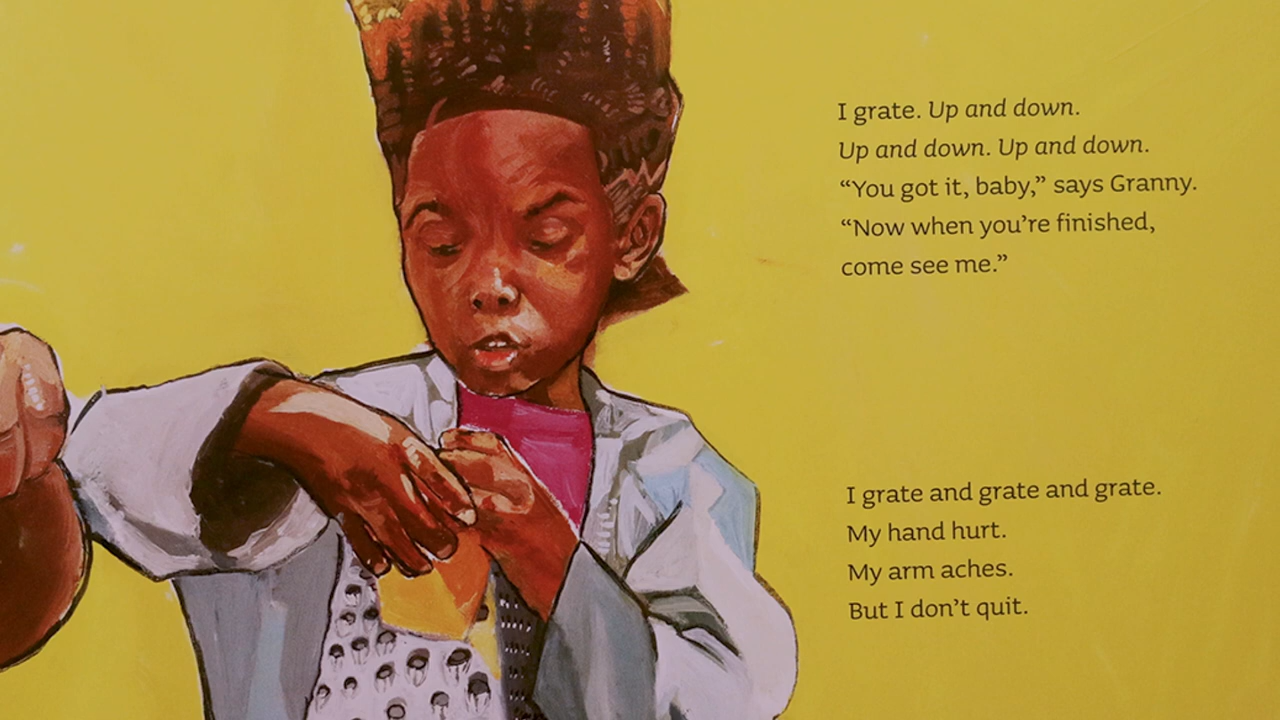 I grate. Up and down.
Up and down. Up and down.
“You got it, baby,” says Granny.
“Now when you’re finished,
come see me.”
I grate and grate and grate.
My hand hurt.
My arm aches.
But I don’t quit.